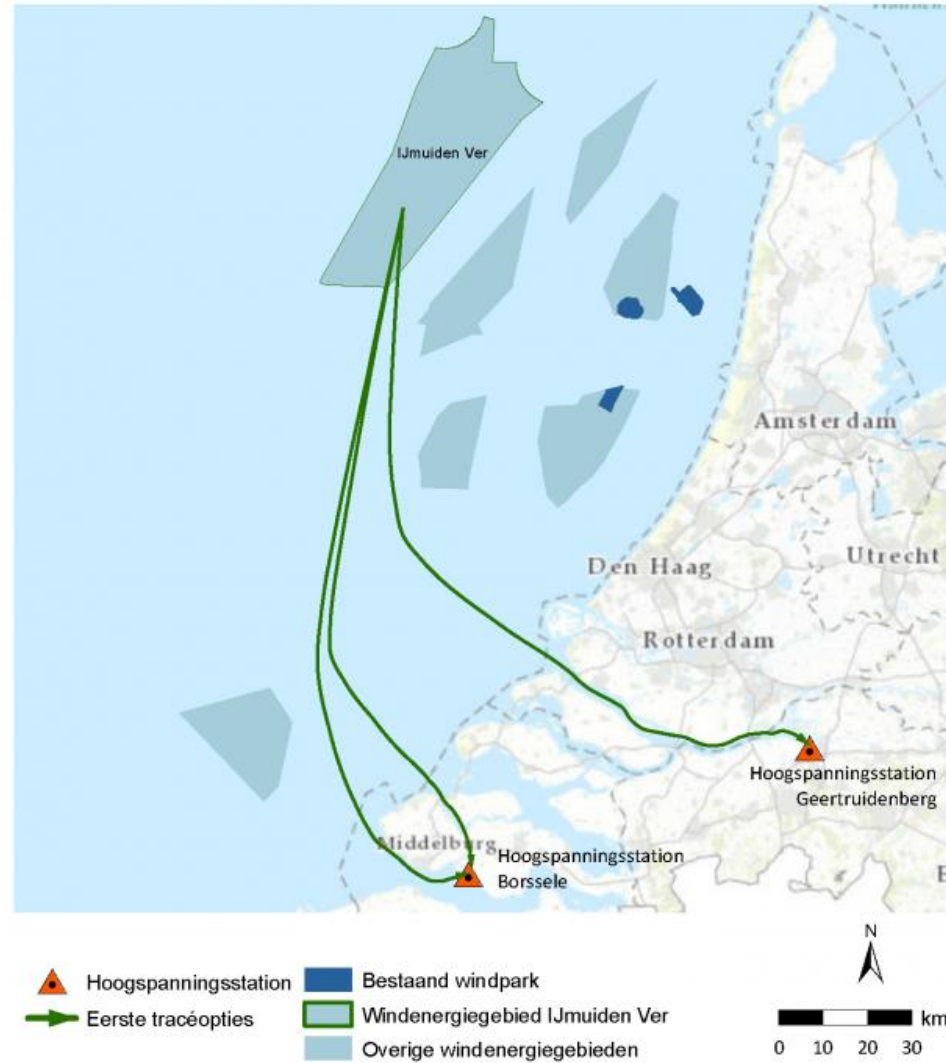 IJmuiden Ver
Amsterdam
Den Haag
Utrecht
Rotterdam
Hoogspanningsstation
Geertruidenberg
Middelburg
Hoogspanningsstation
Borssele
N
Hoogspanningsstation
Bestaand windpark
Eerste tracéopties
Windenergiegebied IJmuiden Ver
km
Overige windenergiegebieden
0 10 20 30